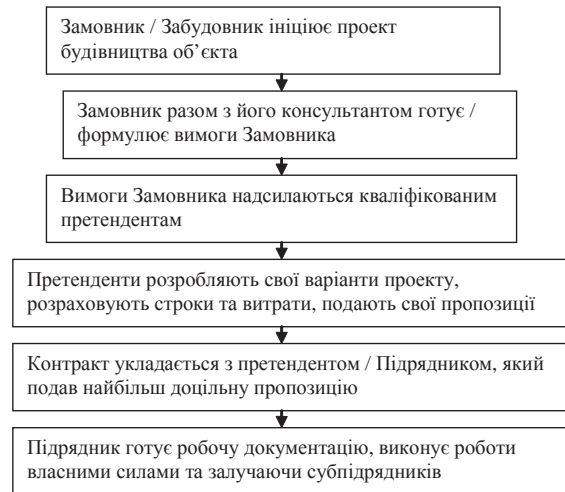 Замовник / Забудовник ініціює проект
будівництва об’єкта
Замовник разом з його консультантом готує /
формулює вимоги Замовника
Вимоги Замовника надсилаються кваліфікованим
претендентам
Претенденти розробляють свої варіанти проекту,
розраховують строки та витрати, подають свої пропозиції
Контракт укладається з претендентом / Підрядником, який
подав найбільш доцільну пропозицію
Підрядник готує робочу документацію, виконує роботи
власними силами та залучаючи субпідрядників